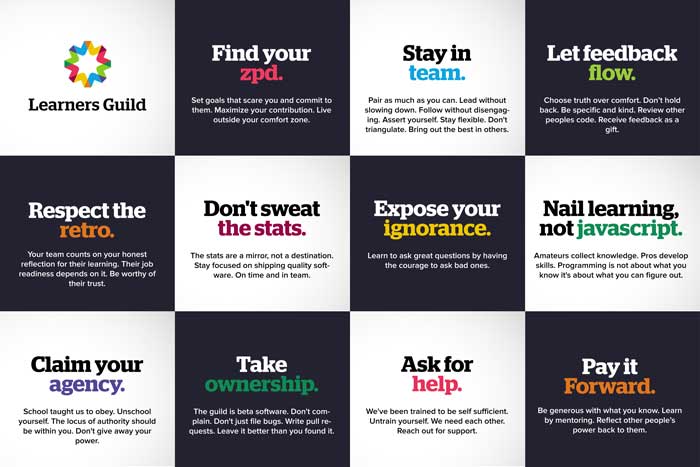 Learners Guild
Find your
zpd.
Set goals that scare you and commit to
them. Maximize your contribution. Live
outside your comfort zone.
Stay in
team.
Pair as much as you can. Lead without
slowing down. Follow without disengag-
ing. Assert yourself. Stay flexible. Don't
triangulate. Bring out the best in others.
Let feedback
flow.
Choose truth over comfort. Don't hold
back. Be specific and kind. Review other
peoples code. Receive feedback as a
gift.
Respect the
retro.
Your team counts on your honest
reflection for their learning. Their job
readiness depends on it. Be worthy of
their trust.
Don't sweat
the stats.
The stats are a mirror, not a destination.
Stay focused on shipping quality soft-
ware. On time and in team.
Expose your
ignorance.
Learn to ask great questions by having
the courage to ask bad ones.
Nail learning,
not javascript.
Amateurs collect knowledge. Pros develop
skills. Programming is not about what you
know it's about what you can figure out.
Claim your
agency.
School taught us to obey. Unschool
yourself. The locus of authority should
be within you. Don't give away your
power.
Take
ownership.
The guild is beta software. Don't com-
plain. Don't just file bugs. Write pull re-
quests. Leave it better than you found it.
Ask for
help.
We've been trained to be self sufficient.
Untrain yourself. We need each other.
Reach out for support.
Pay it
Forward.
Be generous with what you know. Learn
by mentoring. Reflect other people's
power back to them.